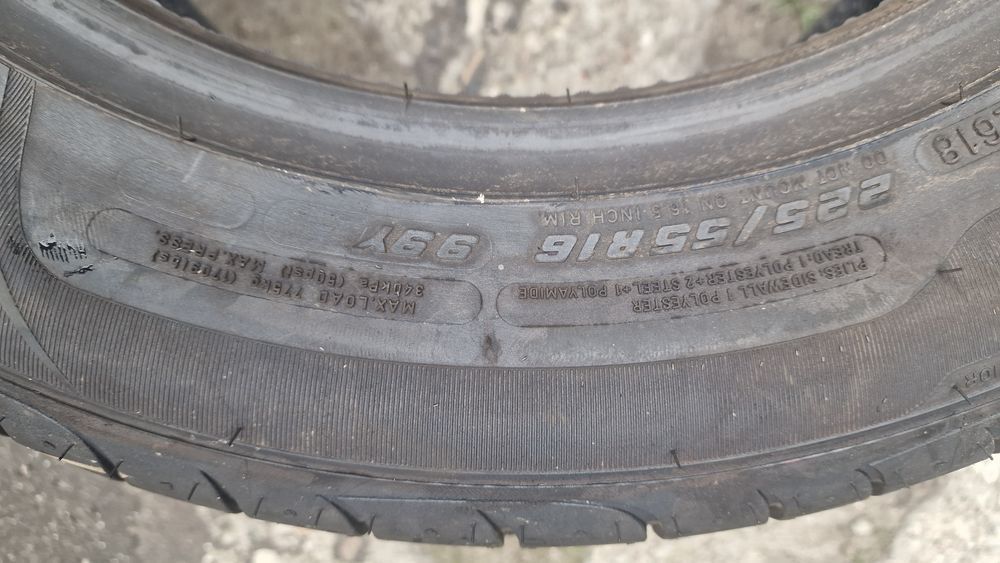 PLIES: SIDEWALL 1 POLYESTER
TREAD:1 POLYESTER+2 STEEL+1 POLYAMIDE
225/55R16 99Y
DO NOT MOUNT ON 16.5 INCH RIM.
MAX.LOAD 775kg (1709lbs)
340kPa (50psi) MAX.PRESS.